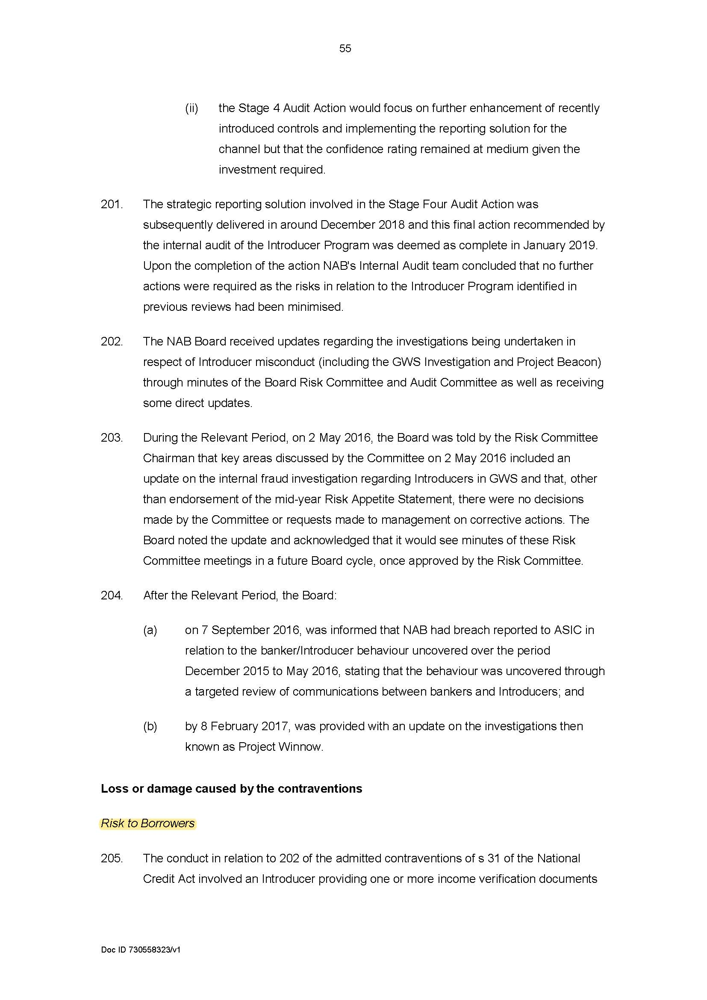 55
(ii) the Stage 4 Audit Action would focus on further enhancement of recently
introduced controls and implementing the reporting solution for the
channel but that the confidence rating remained at medium given the
investment required.
201. The strategic reporting solution involved in the Stage Four Audit Action was
subsequently delivered in around December 2018 and this final action recommended by
the internal audit of the Introducer Program was deemed as complete in January 2019.
Upon the completion of the action NAB's Internal Audit team concluded that no further
actions were required as the risks in relation to the Introducer Program identified in
previous reviews had been minimised.
202. The NAB Board received updates regarding the investigations being undertaken in
respect of Introducer misconduct (including the GWS Investigation and Project Beacon)
through minutes of the Board Risk Committee and Audit Committee as well as receiving
some direct updates.
203. During the Relevant Period, on 2 May 2016, the Board was told by the Risk Committee
Chairman that key areas discussed by the Committee on 2 May 2016 included an
update on the internal fraud investigation regarding Introducers in GWS and that, other
than endorsement of the mid-year Risk Appetite Statement, there were no decisions
made by the Committee or requests made to management on corrective actions. The
Board noted the update and acknowledged that it would see minutes of these Risk
Committee meetings in a future Board cycle, once approved by the Risk Committee.
204. After the Relevant Period, the Board:
(a) on 7 September 2016, was informed that NAB had breach reported to ASIC in
relation to the banker/Introducer behaviour uncovered over the period
December 2015 to May 2016, stating that the behaviour was uncovered through
a targeted review of communications between bankers and Introducers; and
(b) by 8 February 2017, was provided with an update on the investigations then
known as Project Winnow.
Loss or damage caused by the contraventions
Risk to Borrowers
205. The conduct in relation to 202 of the admitted contraventions of s 31 of the National
Credit Act involved an Introducer providing one or more income verification documents
Doc ID 730558323/v1